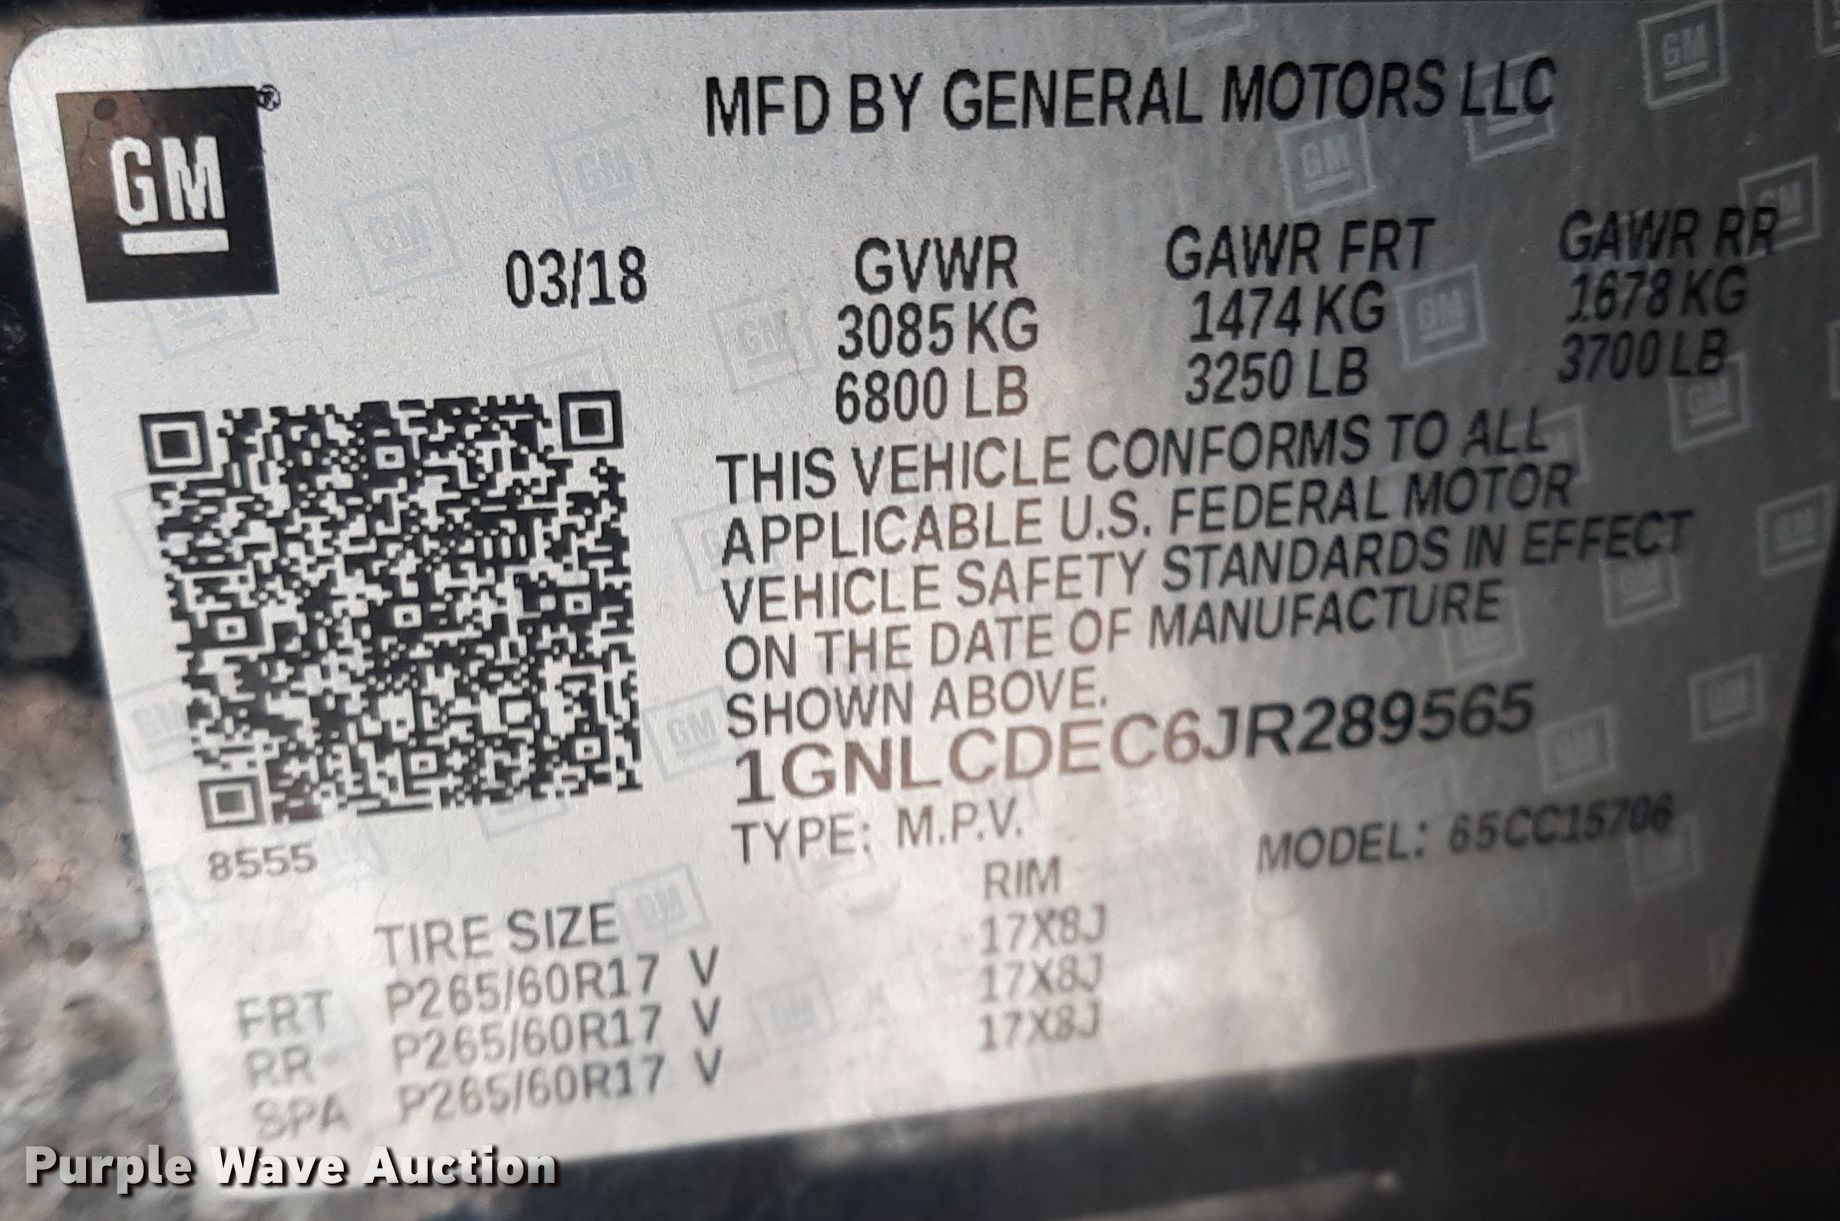 GM®
MFD BY GENERAL MOTORS LLC
03/18
GVWR GAWR FRT GAWR RR
3085 KG 1474 KG 1678 KG
6800 LB 3250 LB 3700 LB
THIS VEHICLE CONFORMS TO ALL
APPLICABLE U.S. FEDERAL MOTOR
VEHICLE SAFETY STANDARDS IN EFFECT
ON THE DATE OF MANUFACTURE
SHOWN ABOVE.
1GNLCDEC6JR289565
TYPE: M.P.V. MODEL: 65CC15706
8555
TIRE SIZE RIM
FRT P265/60R17 V 17X8J
RR P265/60R17 V 17X8J
SPA P265/60R17 V 17X8J
Purple Wave Auction